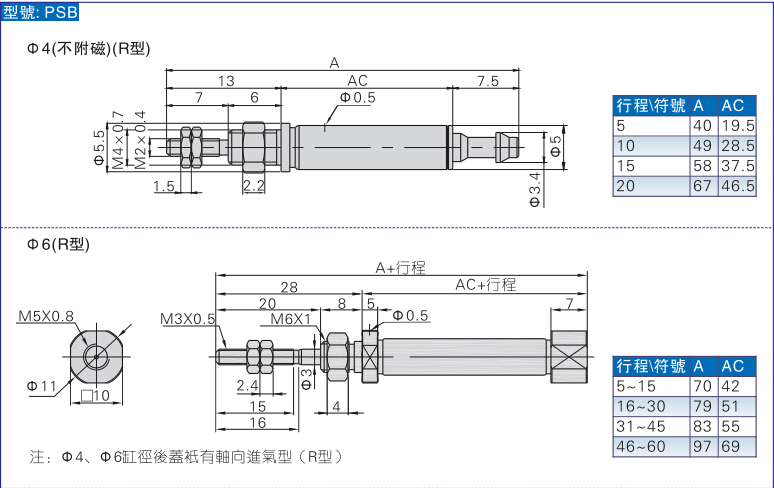 型號: PSB
Φ4(不附磁)(R型)
A
13 AC 7.5
7 6 Φ0.5
Φ5.5
M4×0.7
M2×0.4
1.5 2.2
Φ3.4
Φ5
行程\符號 A AC
5 40 19.5
10 49 28.5
15 58 37.5
20 67 46.5
Φ6(R型)
A+行程
28 AC+行程
20 8 5 7
M5X0.8 M3X0.5 M6X1 Φ0.5
Φ11
□10
2.4 Φ3 4
15
16
行程\符號 A AC
5~15 70 42
16~30 79 51
31~45 83 55
46~60 97 69
注: Φ4、Φ6缸徑後蓋衹有軸向進氣型（R型）